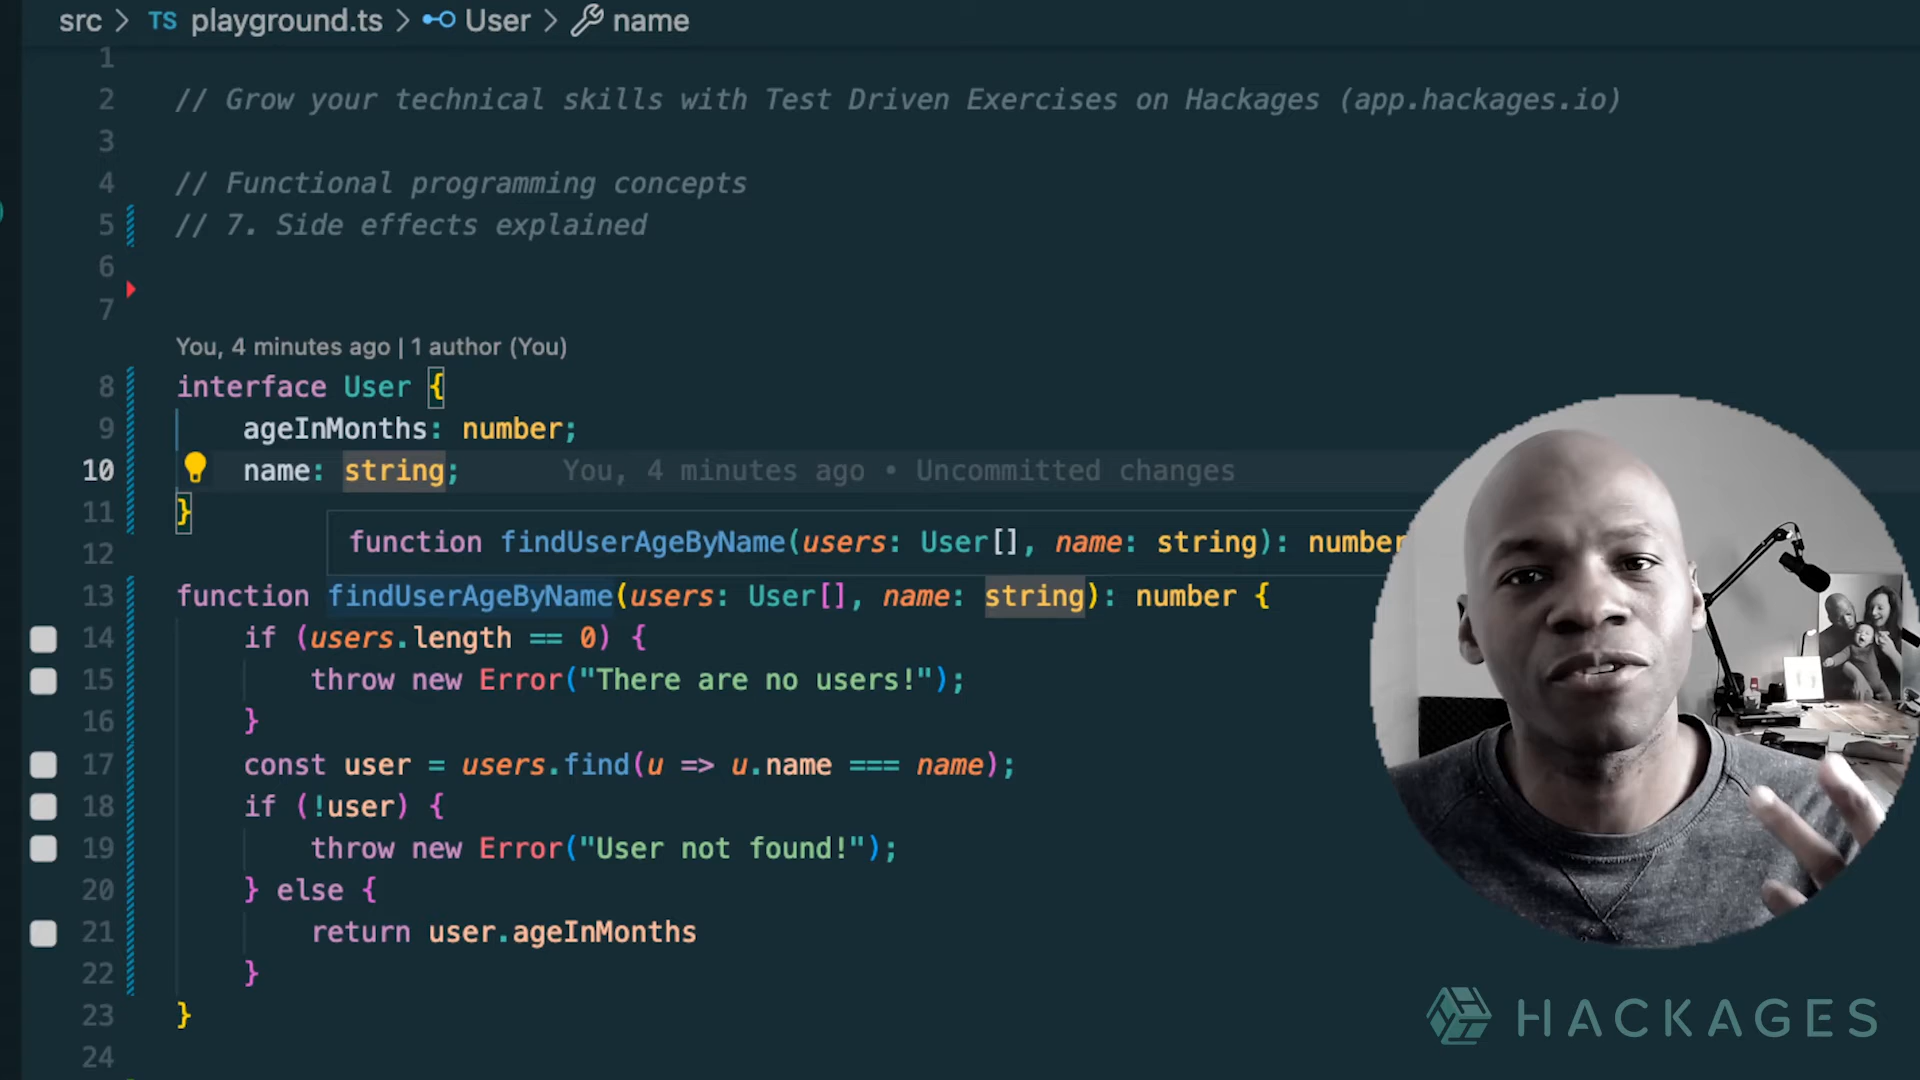 src > TS playground.ts > User > name
1
2 // Grow your technical skills with Test Driven Exercises on Hackages (app.hackages.io)
3
4 // Functional programming concepts
5 // 7. Side effects explained
6
7
You, 4 minutes ago | 1 author (You)
8 interface User {
9 ageInMonths: number;
10 name: string; You, 4 minutes ago • Uncommitted changes
11 }
function findUserAgeByName(users: User[], name: string): number
12
13 function findUserAgeByName(users: User[], name: string): number {
14 if (users.length == 0) {
15 throw new Error("There are no users!");
16 }
17 const user = users.find(u => u.name === name);
18 if (!user) {
19 throw new Error("User not found!");
20 } else {
21 return user.ageInMonths
22 }
23 }
24
HACKAGES